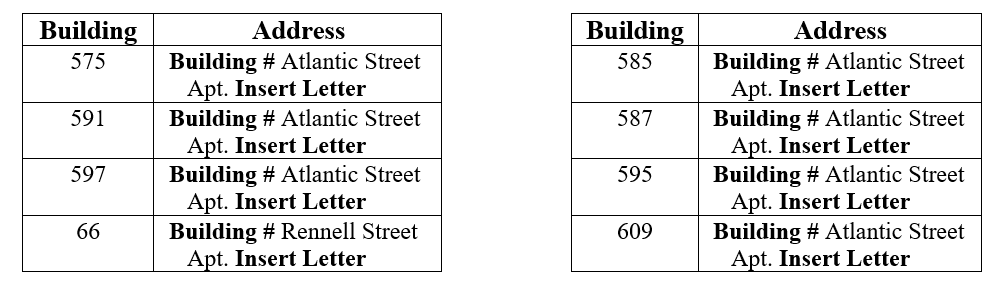 Building Address
575 Building # Atlantic Street
Apt. Insert Letter
591 Building # Atlantic Street
Apt. Insert Letter
597 Building # Atlantic Street
Apt. Insert Letter
66 Building # Rennell Street
Apt. Insert Letter
Building Address
585 Building # Atlantic Street
Apt. Insert Letter
587 Building # Atlantic Street
Apt. Insert Letter
595 Building # Atlantic Street
Apt. Insert Letter
609 Building # Atlantic Street
Apt. Insert Letter